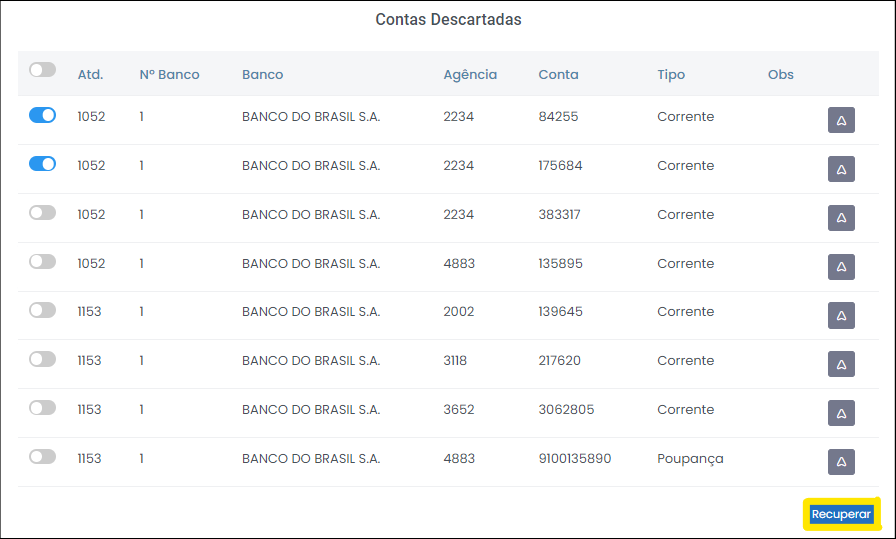 Contas Descartadas
Atd. Nº Banco Banco Agência Conta Tipo Obs
1052 1 BANCO DO BRASIL S.A. 2234 84255 Corrente
1052 1 BANCO DO BRASIL S.A. 2234 175684 Corrente
1052 1 BANCO DO BRASIL S.A. 2234 383317 Corrente
1052 1 BANCO DO BRASIL S.A. 4883 135895 Corrente
1153 1 BANCO DO BRASIL S.A. 2002 139645 Corrente
1153 1 BANCO DO BRASIL S.A. 3118 217620 Corrente
1153 1 BANCO DO BRASIL S.A. 3652 3062805 Corrente
1153 1 BANCO DO BRASIL S.A. 4883 9100135890 Poupança
Recuperar